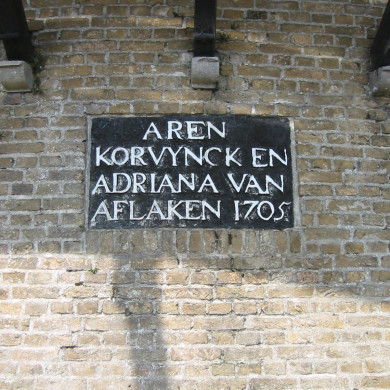 AREN
KORVYNCK EN
ADRIANA VAN
AFLAKEN 1705